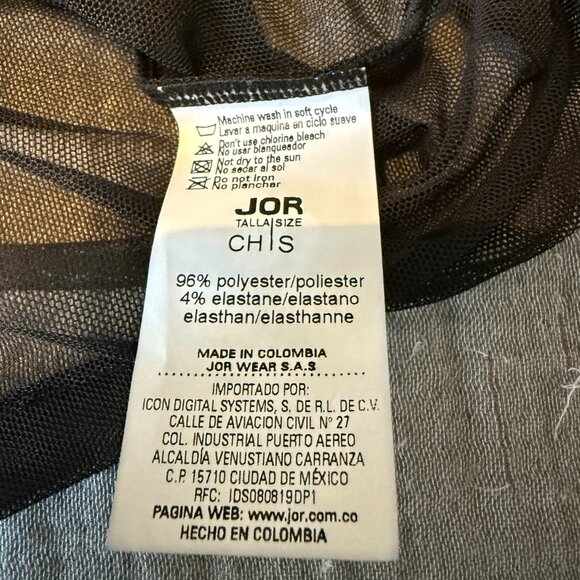 Machine wash in soft cycle
Lavar a maquina en ciclo suave
Don't use chlorine bleach
No usar blanqueador
Not dry to the sun
No secar al sol
Do not Iron
No planchar
JOR
TALLA|SIZE
CH|S
96% polyester/poliester
4% elastane/elastano
elasthan/elasthanne
MADE IN COLOMBIA
JOR WEAR S.A.S
IMPORTADO POR:
ICON DIGITAL SYSTEMS, S. DE R.L. DE C.V.
CALLE DE AVIACION CIVIL N° 27
COL. INDUSTRIAL PUERTO AEREO
ALCALDÍA VENUSTIANO CARRANZA
C.P. 15710 CIUDAD DE MÉXICO
RFC: IDS080819DP1
PAGINA WEB: www.jor.com.co
HECHO EN COLOMBIA